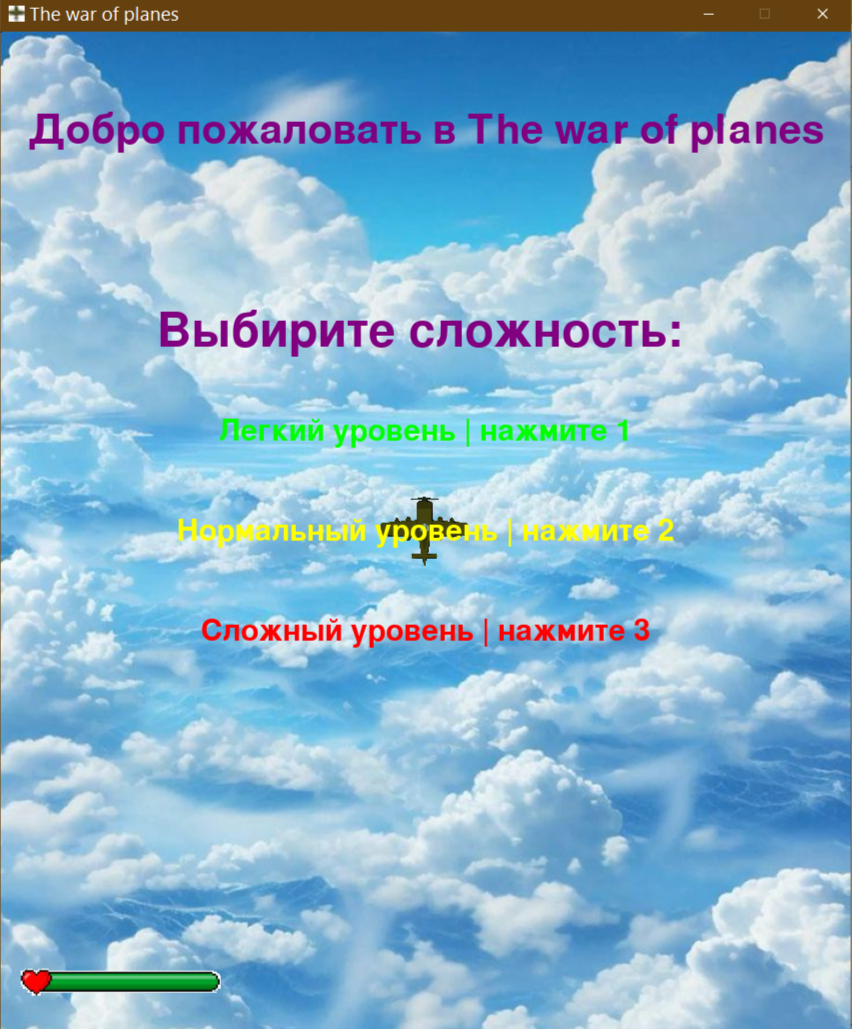 The war of planes
Добро пожаловать в The war of planes
Выбирите сложность:
Легкий уровень | нажмите 1
Нормальный уровень | нажмите 2
Сложный уровень | нажмите 3